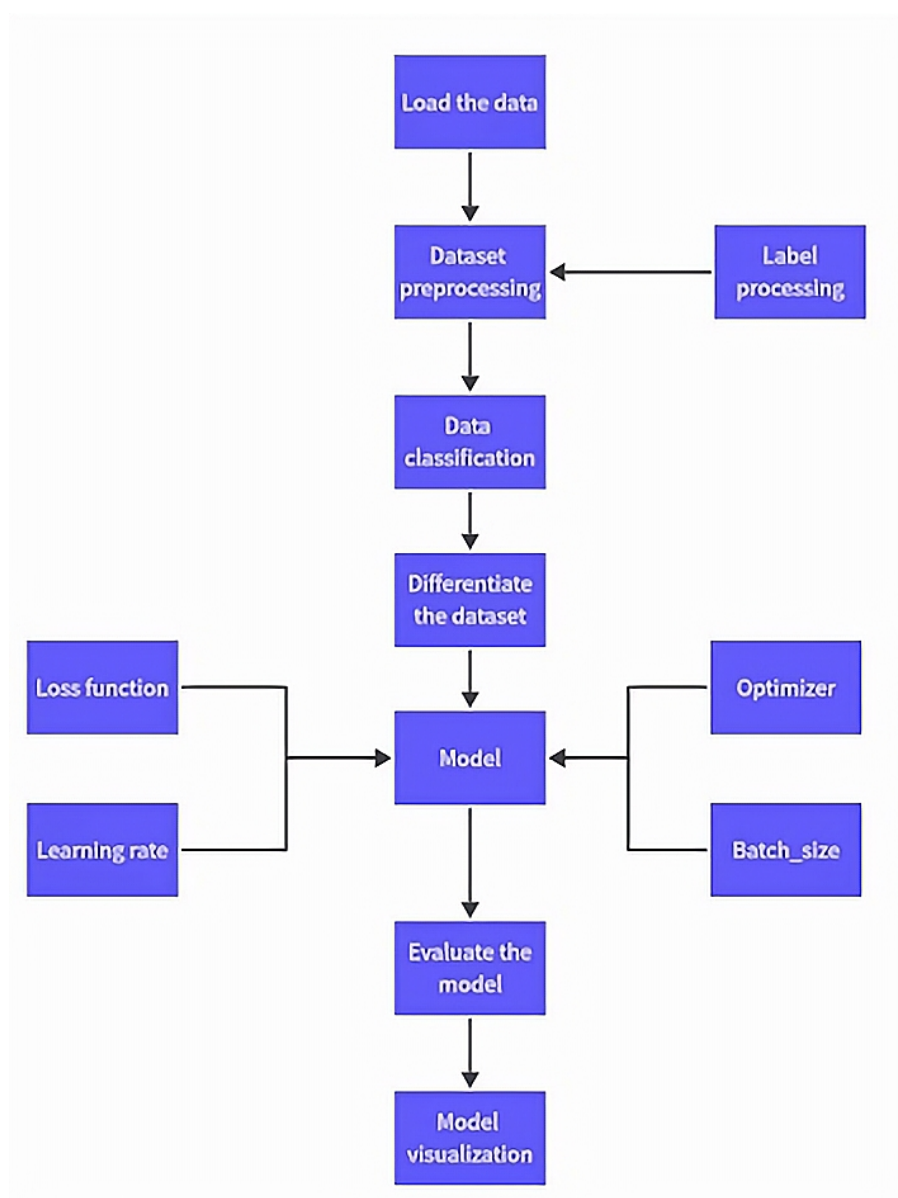 Load the data
Dataset
preprocessing
Label
processing
Data
classification
Differentiate
the dataset
Loss function
Optimizer
Model
Learning rate
Batch_size
Evaluate the
model
Model
visualization